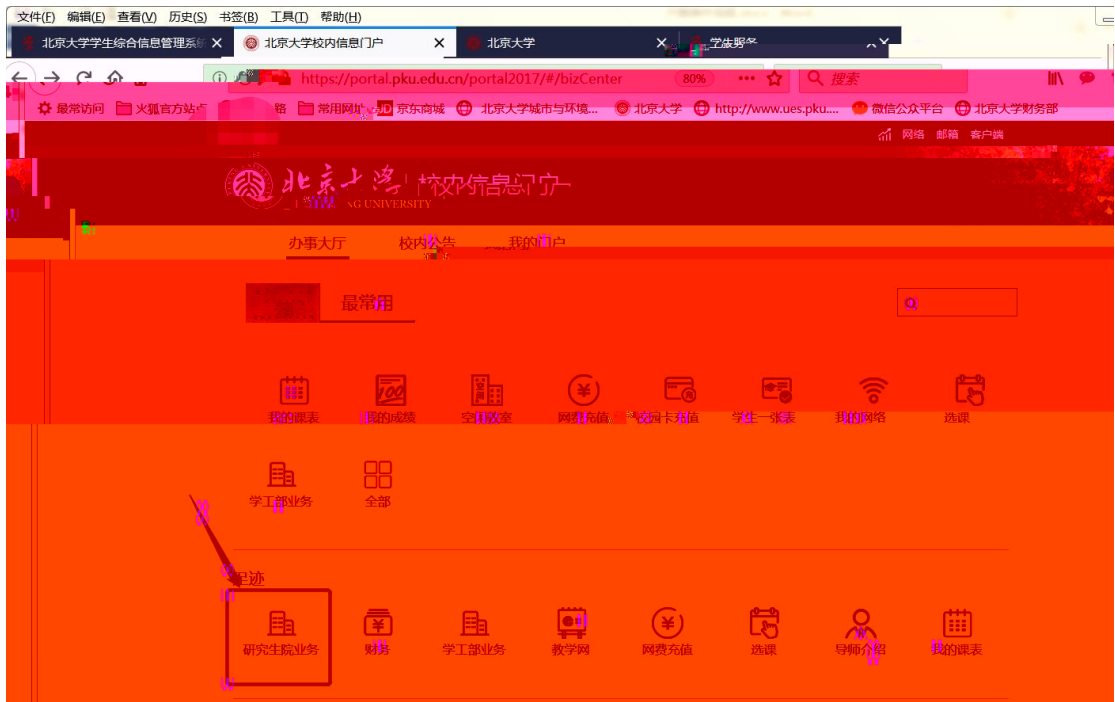 文件(F) 编辑(E) 查看(V) 历史(S) 书签(B) 工具(T) 帮助(H)
北京大学学生综合信息管理系统 北京大学校内信息门户 北京大学
https://portal.pku.edu.cn/portal2017/#/bizCenter 80% 搜索
最常访问 火狐官方站点 常用网址 JD 京东商城 北京大学城市与环境... 北京大学 http://www.ues.pku.... 微信公众平台 北京大学财务部
网络 邮箱 客户端
北京大学 校内信息门户
NG UNIVERSITY
办事大厅 校内公告 我的门户
最常用
我的课表 我的成绩 空闲教室 网费充值 校园卡充值 学生一张表 我的网络 选课
学工部业务 全部
足迹
研究生院业务 财务 学工部业务 教学网 网费充值 选课 导师介绍 我的课表